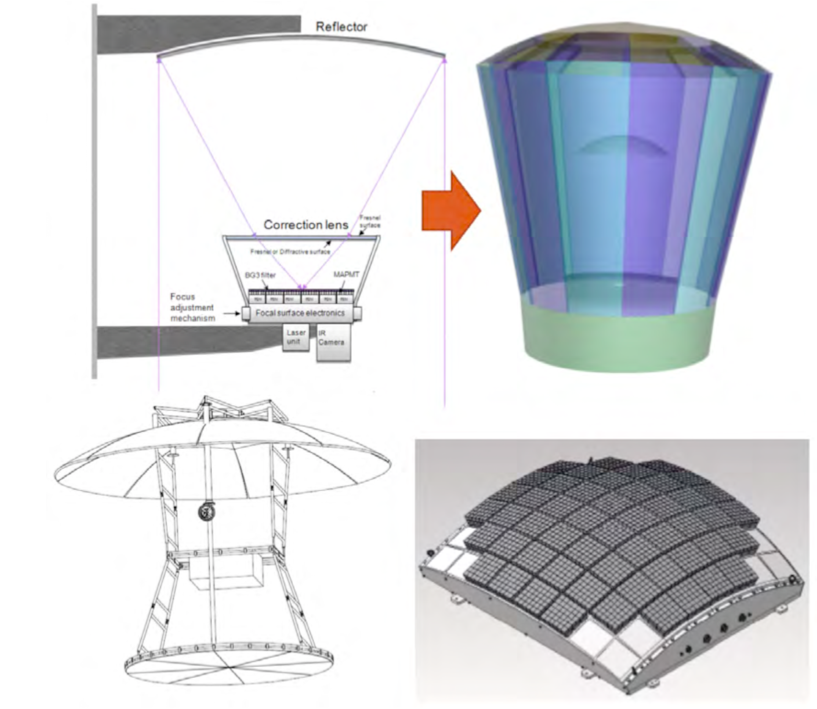 Reflector
Correction lens
Fresnel
surface
Fresnel or Diffractive surface
BG3 filter
MAPMT
Focus
adjustment
mechanism
Focal surface electronics
Laser
unit
IR
Camera